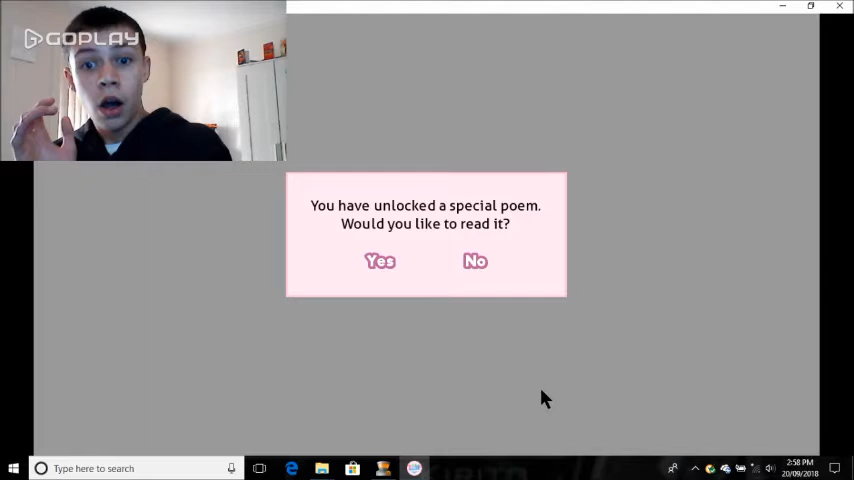 GOPLAY
You have unlocked a special poem.
Would you like to read it?
Yes
No
Type here to search
2:58 PM
20/09/2018